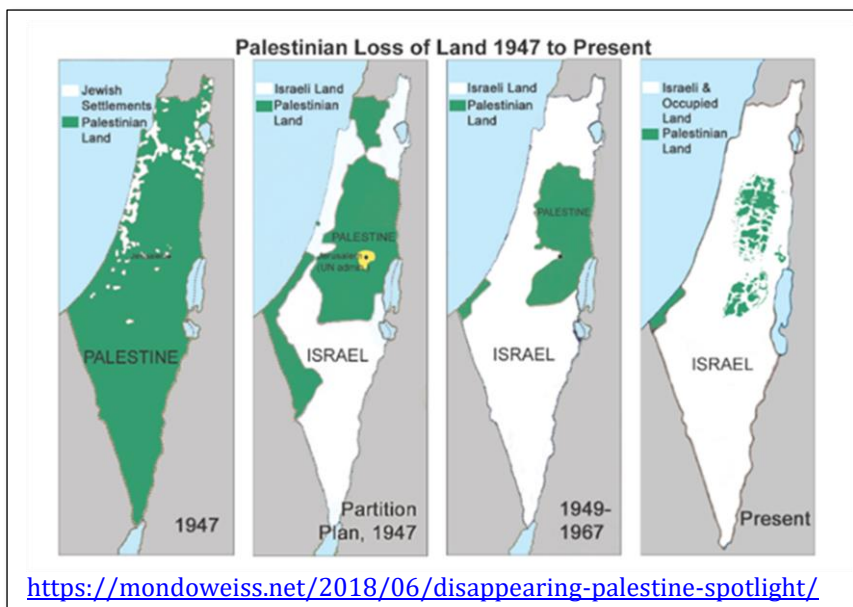 Palestinian Loss of Land 1947 to Present
Jewish
Settlements
Palestinian
Land
PALESTINE
1947
Israeli Land
Palestinian
Land
PALESTINE
Jerusalem
(UN admin)
ISRAEL
Partition
Plan, 1947
Israeli Land
Palestinian
Land
PALESTINE
ISRAEL
1949-
1967
Israeli &
Occupied
Land
Palestinian
Land
ISRAEL
Present
https://mondoweiss.net/2018/06/disappearing-palestine-spotlight/